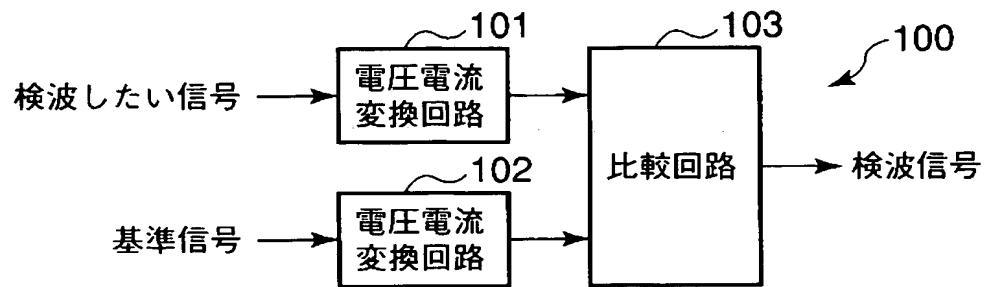 101
103
100
検波したい信号
電圧電流
変換回路
102
比較回路
検波信号
基準信号
電圧電流
変換回路